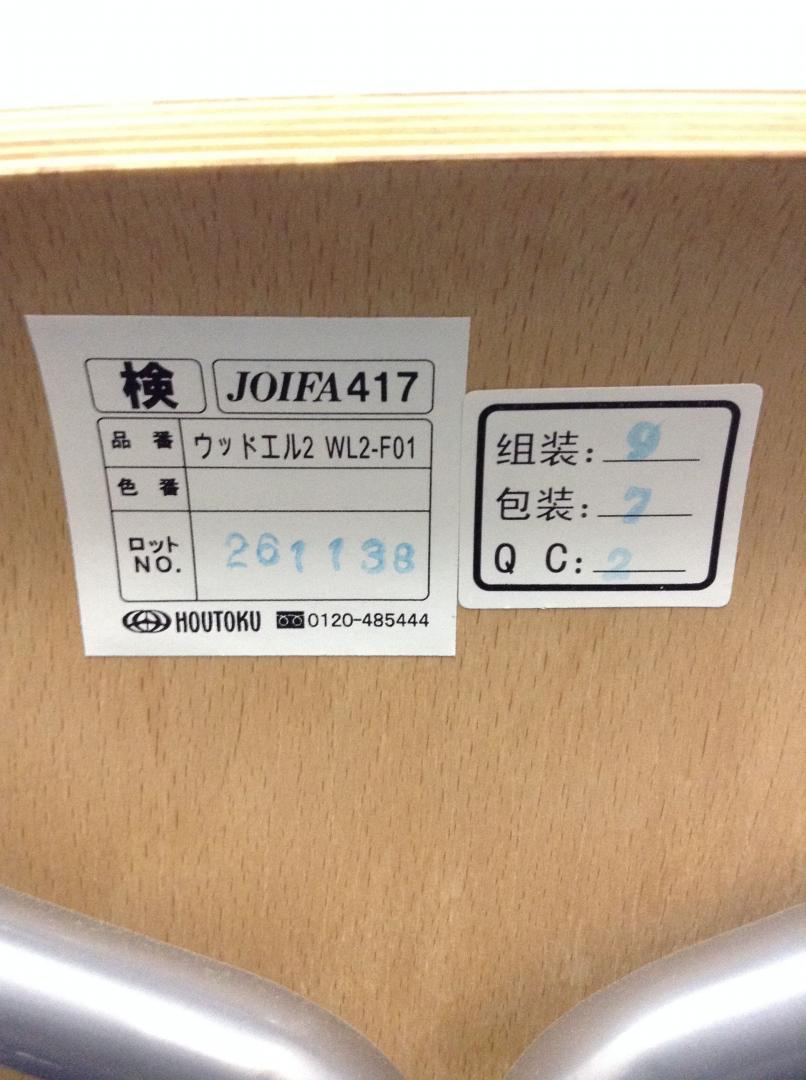 検 JOIFA417
品番 ウッドエル2 WL2-F01
色番
ロット
NO. 261138
HOUTOKU 0120-485444
组装: 9
包装: 7
QC: 2